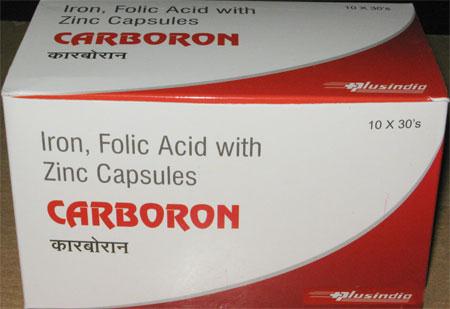 Iron, Folic Acid with
Zinc Capsules
10 X 30's
CARBORON
कारबोरान
plusindia
10 X 30's
Iron, Folic Acid with
Zinc Capsules
CARBORON
कारबोरान
plusindia